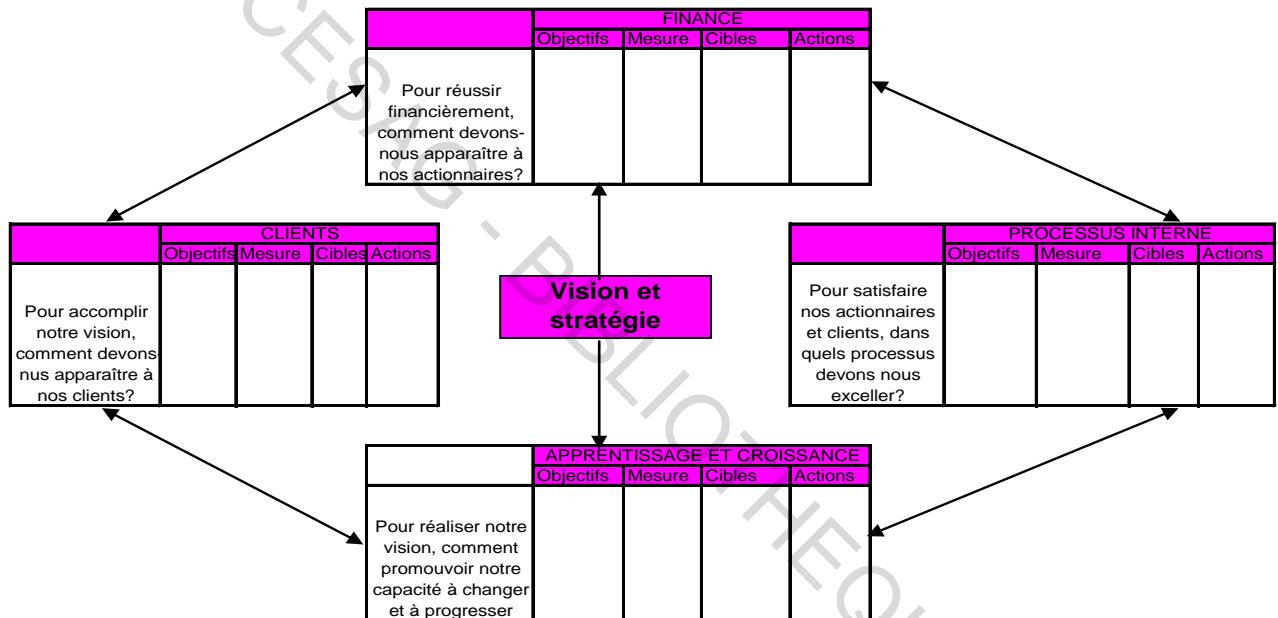 FINANCE
Objectifs Mesure Cibles Actions
Pour réussir
financièrement,
comment devons-
nous apparaître à
nos actionnaires?
CLIENTS
Objectifs Mesure Cibles Actions
Pour accomplir
notre vision,
comment devons-
nus apparaître à
nos clients?
Vision et
stratégie
PROCESSUS INTERNE
Objectifs Mesure Cibles Actions
Pour satisfaire
nos actionnaires
et clients, dans
quels processus
devons nous
exceller?
APPRENTISSAGE ET CROISSANCE
Objectifs Mesure Cibles Actions
Pour réaliser notre
vision, comment
promouvoir notre
capacité à changer
et à progresser
CESAG - BIBLIOTHEQU